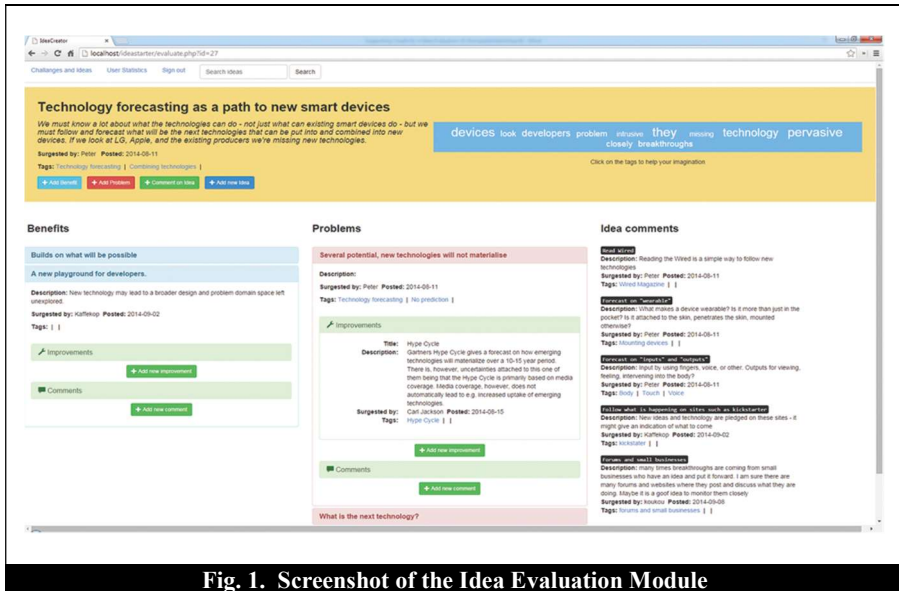 IdeaCreator
localhost/ideastarter/evaluate.php?id=27
Challanges and Ideas User Statistics Sign out Search ideas Search
Technology forecasting as a path to new smart devices
We must know a lot about what the technologies can do - not just what can existing smart devices do - but we
must follow and forecast what will be the next technologies that can be put into and combined into new
devices. If we look at LG, Apple, and the existing producers we're missing new technologies.
Surgested by: Peter Posted: 2014-08-11
Tags: Technology forecasting | Combining technologies |
+ Add Benefit + Add Problem + Comment on Idea + Add new Idea
devices look developers problem intrusive they missing technology pervasive
closely breakthroughs
Click on the tags to help your imagination
Benefits
Builds on what will be possible
A new playground for developers.
Description: New technology may lead to a broader design and problem domain space left
unexplored.
Surgested by: Kaffekop Posted: 2014-09-02
Tags: | |
Improvements
+ Add new improvement
Comments
+ Add new comment
Problems
Several potential, new technologies will not materialise
Description:
Surgested by: Peter Posted: 2014-08-11
Tags: Technology forecasting | No prediction |
Improvements
Title: Hype Cycle
Description: Gartners Hype Cycle gives a forecast on how emerging
technologies will materialize over a 10-15 year period.
There is, however, uncertainties attached to this one of
them being that the Hype Cycle is primarily based on media
coverage. Media coverage, however, does not
automatically lead to e.g. increased uptake of emerging
technologies.
Surgested by: Carl Jackson Posted: 2014-08-15
Tags: Hype Cycle | |
+ Add new improvement
Comments
+ Add new comment
What is the next technology?
Idea comments
Read Wired
Description: Reading the Wired is a simple way to follow new
technologies
Surgested by: Peter Posted: 2014-08-11
Tags: Wired Magazine | |
Forecast on "wearable"
Description: What makes a device wearable? Is it more than just in the
pocket? Is it attached to the skin, penetrates the skin, mounted
otherwise?
Surgested by: Peter Posted: 2014-08-11
Tags: Mounting devices | |
Forecast on "inputs" and "outputs"
Description: Input by using fingers, voice, or other. Outputs for viewing,
feeling, intervening into the body?
Surgested by: Peter Posted: 2014-08-11
Tags: Body | Touch | Voice
Follow what is happening on sites such as kickstarter
Description: New ideas and technology are pledged on these sites - it
might give an indication of what to come
Surgested by: Kaffekop Posted: 2014-09-02
Tags: kickstater | |
Forums and small businesses
Description: many times breakthroughs are coming from small
businesses who have an idea and put it forward. I am sure there are
many forums and websites where they post and discuss what they are
doing. Maybe it is a goof idea to monitor them closely
Surgested by: koukou Posted: 2014-09-08
Tags: forums and small businesses | |
Fig. 1. Screenshot of the Idea Evaluation Module